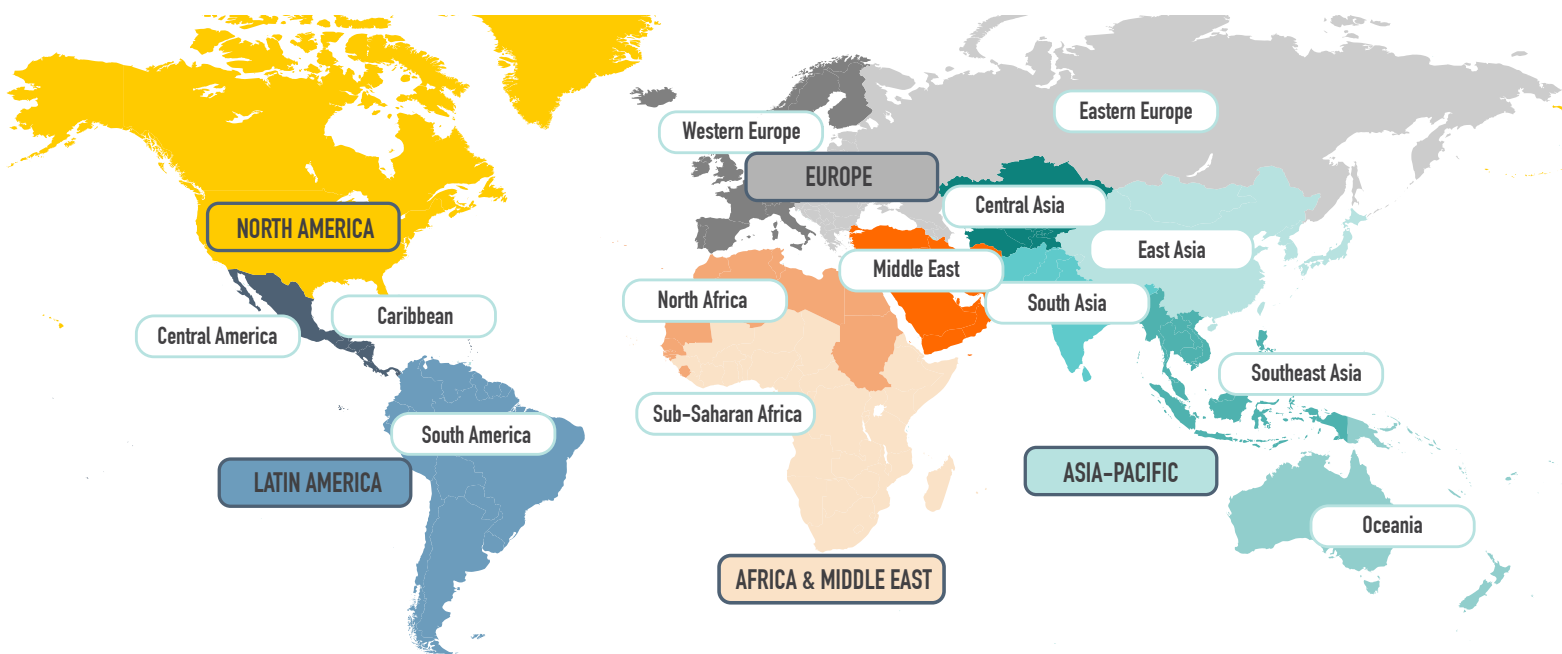 Eastern Europe
Western Europe
EUROPE
Central Asia
NORTH AMERICA
East Asia
Middle East
North Africa
South Asia
Caribbean
Central America
Southeast Asia
Sub-Saharan Africa
South America
LATIN AMERICA
ASIA-PACIFIC
Oceania
AFRICA & MIDDLE EAST